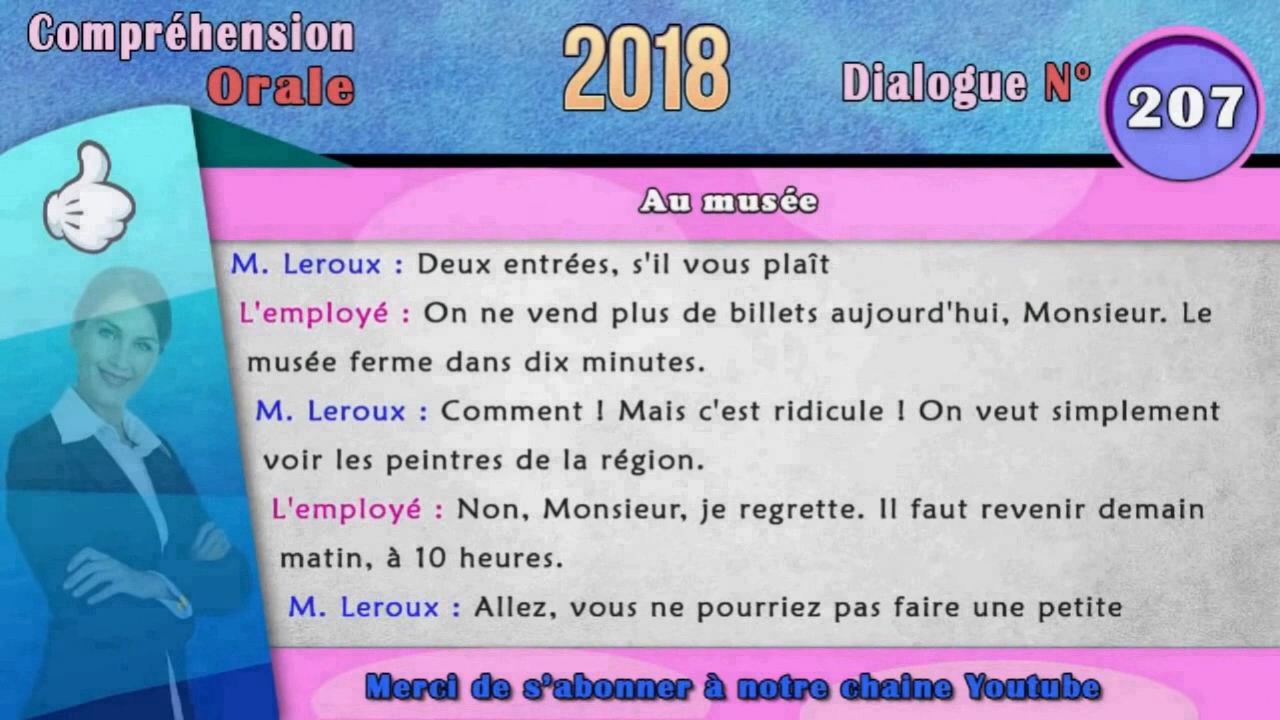 Compréhension
Orale
2018
Dialogue N°
207
Au musée
M. Leroux : Deux entrées, s'il vous plaît
L'employé : On ne vend plus de billets aujourd'hui, Monsieur. Le
musée ferme dans dix minutes.
M. Leroux : Comment ! Mais c'est ridicule ! On veut simplement
voir les peintres de la région.
L'employé : Non, Monsieur, je regrette. Il faut revenir demain
matin, à 10 heures.
M. Leroux : Allez, vous ne pourriez pas faire une petite
Merci de s'abonner à notre chaine Youtube